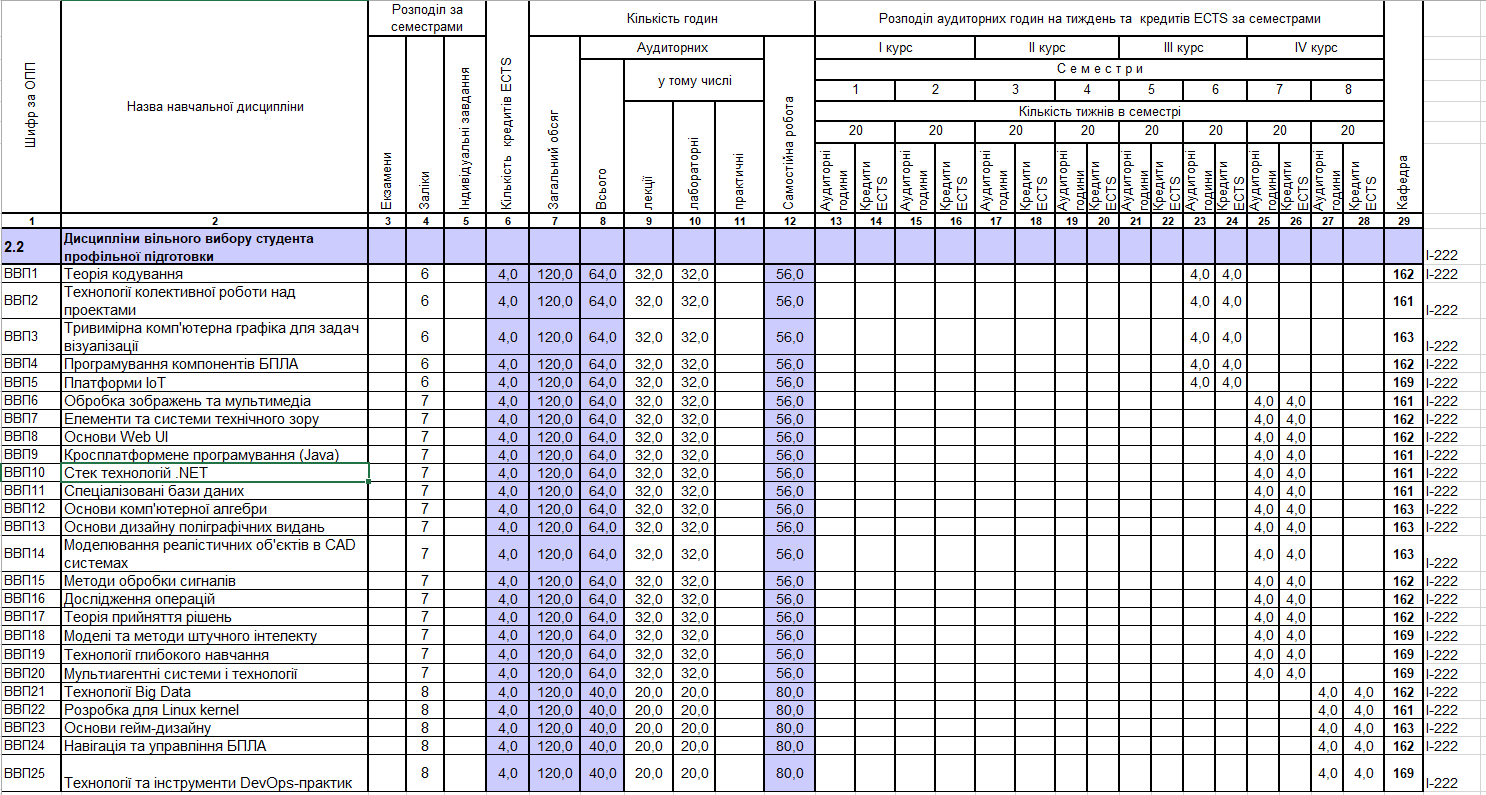 Шифр за ОПП
Назва навчальної дисципліни
Розподіл за
семестрами
Екзамени
Заліки
Індивідуальні завдання
Кількість кредитів ECTS
Кількість годин
Загальний обсяг
Аудиторних
Всього
у тому числі
лекції
лабораторні
практичні
Самостійна робота
Розподіл аудиторних годин на тиждень та кредитів ECTS за семестрами
І курс ІІ курс ІІІ курс IV курс
С е м е с т р и
1 2 3 4 5 6 7 8
Кількість тижнів в семестрі
20 20 20 20 20 20 20 20
Аудиторні години Кредити ECTS Аудиторні години Кредити ECTS Аудиторні години Кредити ECTS Аудиторні години Кредити ECTS Аудиторні години Кредити ECTS Аудиторні години Кредити ECTS Аудиторні години Кредити ECTS Аудиторні години Кредити ECTS
Кафедра
1 2 3 4 5 6 7 8 9 10 11 12 13 14 15 16 17 18 19 20 21 22 23 24 25 26 27 28 29
2.2 Дисципліни вільного вибору студента
профільної підготовки І-222
ВВП1 Теорія кодування 6 4,0 120,0 64,0 32,0 32,0 56,0 4,0 4,0 162 І-222
ВВП2 Технології колективної роботи над
проектами 6 4,0 120,0 64,0 32,0 32,0 56,0 4,0 4,0 161 І-222
ВВП3 Тривимірна комп'ютерна графіка для задач
візуалізації 6 4,0 120,0 64,0 32,0 32,0 56,0 4,0 4,0 163 І-222
ВВП4 Програмування компонентів БПЛА 6 4,0 120,0 64,0 32,0 32,0 56,0 4,0 4,0 162 І-222
ВВП5 Платформи IoT 6 4,0 120,0 64,0 32,0 32,0 56,0 4,0 4,0 169 І-222
ВВП6 Обробка зображень та мультимедіа 7 4,0 120,0 64,0 32,0 32,0 56,0 4,0 4,0 161 І-222
ВВП7 Елементи та системи технічного зору 7 4,0 120,0 64,0 32,0 32,0 56,0 4,0 4,0 162 І-222
ВВП8 Основи Web UI 7 4,0 120,0 64,0 32,0 32,0 56,0 4,0 4,0 162 І-222
ВВП9 Кросплатформене програмування (Java) 7 4,0 120,0 64,0 32,0 32,0 56,0 4,0 4,0 161 І-222
ВВП10 Стек технологій .NET 7 4,0 120,0 64,0 32,0 32,0 56,0 4,0 4,0 161 І-222
ВВП11 Спеціалізовані бази даних 7 4,0 120,0 64,0 32,0 32,0 56,0 4,0 4,0 161 І-222
ВВП12 Основи комп'ютерної алгебри 7 4,0 120,0 64,0 32,0 32,0 56,0 4,0 4,0 163 І-222
ВВП13 Основи дизайну поліграфічних видань 7 4,0 120,0 64,0 32,0 32,0 56,0 4,0 4,0 163 І-222
ВВП14 Моделювання реалістичних об'єктів в CAD
системах 7 4,0 120,0 64,0 32,0 32,0 56,0 4,0 4,0 163 І-222
ВВП15 Методи обробки сигналів 7 4,0 120,0 64,0 32,0 32,0 56,0 4,0 4,0 162 І-222
ВВП16 Дослідження операцій 7 4,0 120,0 64,0 32,0 32,0 56,0 4,0 4,0 162 І-222
ВВП17 Теорія прийняття рішень 7 4,0 120,0 64,0 32,0 32,0 56,0 4,0 4,0 162 І-222
ВВП18 Моделі та методи штучного інтелекту 7 4,0 120,0 64,0 32,0 32,0 56,0 4,0 4,0 169 І-222
ВВП19 Технології глибокого навчання 7 4,0 120,0 64,0 32,0 32,0 56,0 4,0 4,0 169 І-222
ВВП20 Мультиагентні системи і технології 7 4,0 120,0 64,0 32,0 32,0 56,0 4,0 4,0 169 І-222
ВВП21 Технології Big Data 8 4,0 120,0 40,0 20,0 20,0 80,0 4,0 4,0 162 І-222
ВВП22 Розробка для Linux kernel 8 4,0 120,0 40,0 20,0 20,0 80,0 4,0 4,0 161 І-222
ВВП23 Основи гейм-дизайну 8 4,0 120,0 40,0 20,0 20,0 80,0 4,0 4,0 163 І-222
ВВП24 Навігація та управління БПЛА 8 4,0 120,0 40,0 20,0 20,0 80,0 4,0 4,0 162 І-222
ВВП25 Технології та інструменти DevOps-практик 8 4,0 120,0 40,0 20,0 20,0 80,0 4,0 4,0 169 І-222